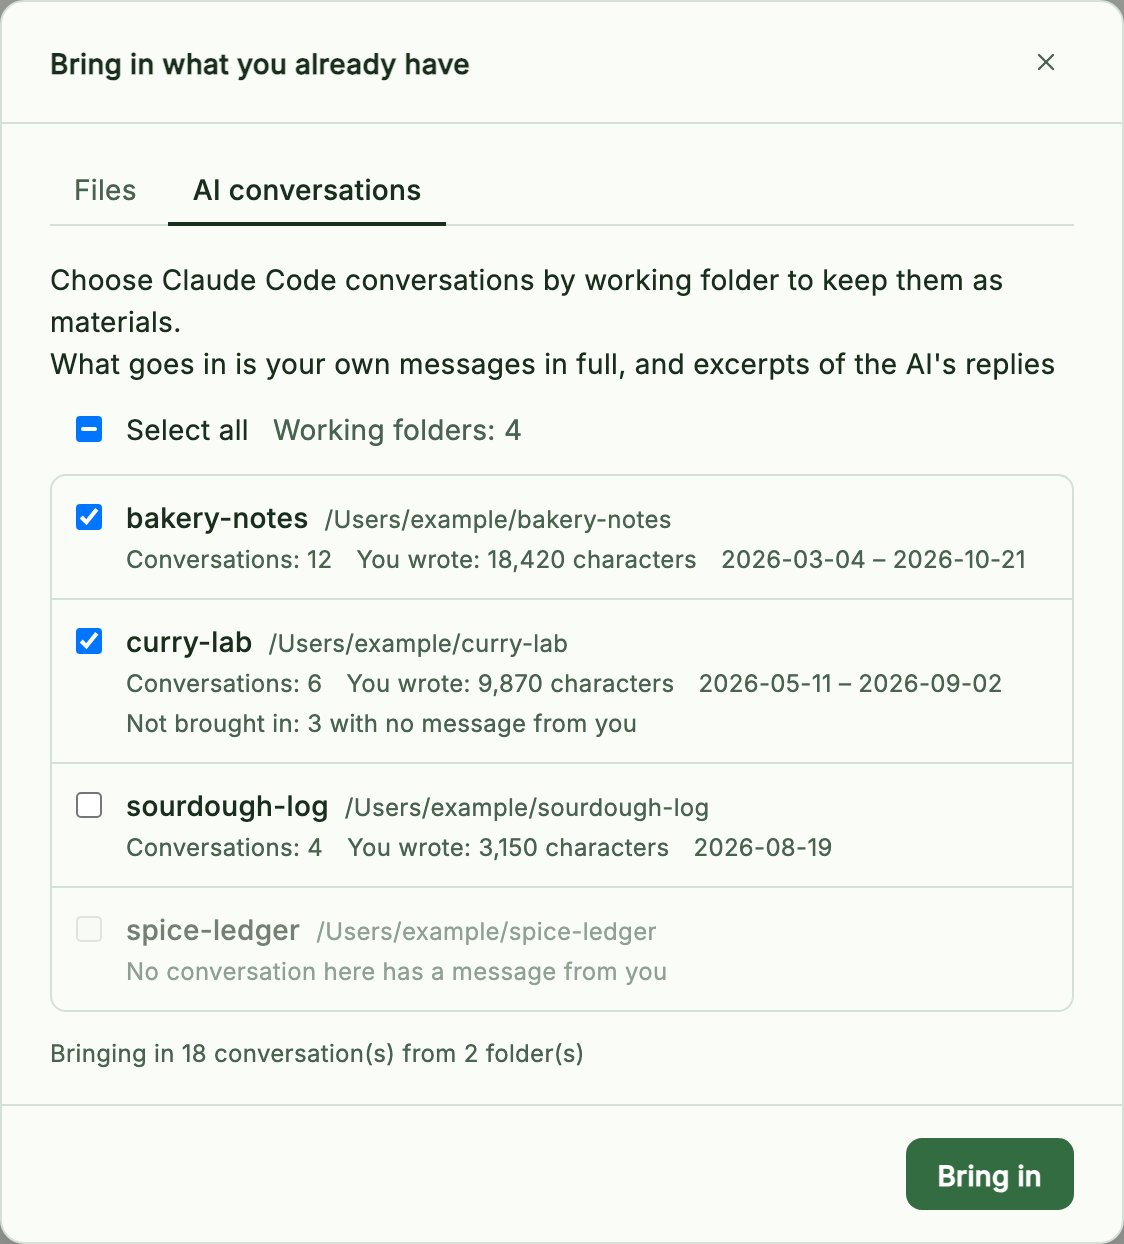 Bring in what you already have
Files AI conversations
Choose Claude Code conversations by working folder to keep them as
materials.
What goes in is your own messages in full, and excerpts of the AI's replies
Select all Working folders: 4
bakery-notes /Users/example/bakery-notes
Conversations: 12 You wrote: 18,420 characters 2026-03-04 – 2026-10-21
curry-lab /Users/example/curry-lab
Conversations: 6 You wrote: 9,870 characters 2026-05-11 – 2026-09-02
Not brought in: 3 with no message from you
sourdough-log /Users/example/sourdough-log
Conversations: 4 You wrote: 3,150 characters 2026-08-19
spice-ledger /Users/example/spice-ledger
No conversation here has a message from you
Bringing in 18 conversation(s) from 2 folder(s)
Bring in